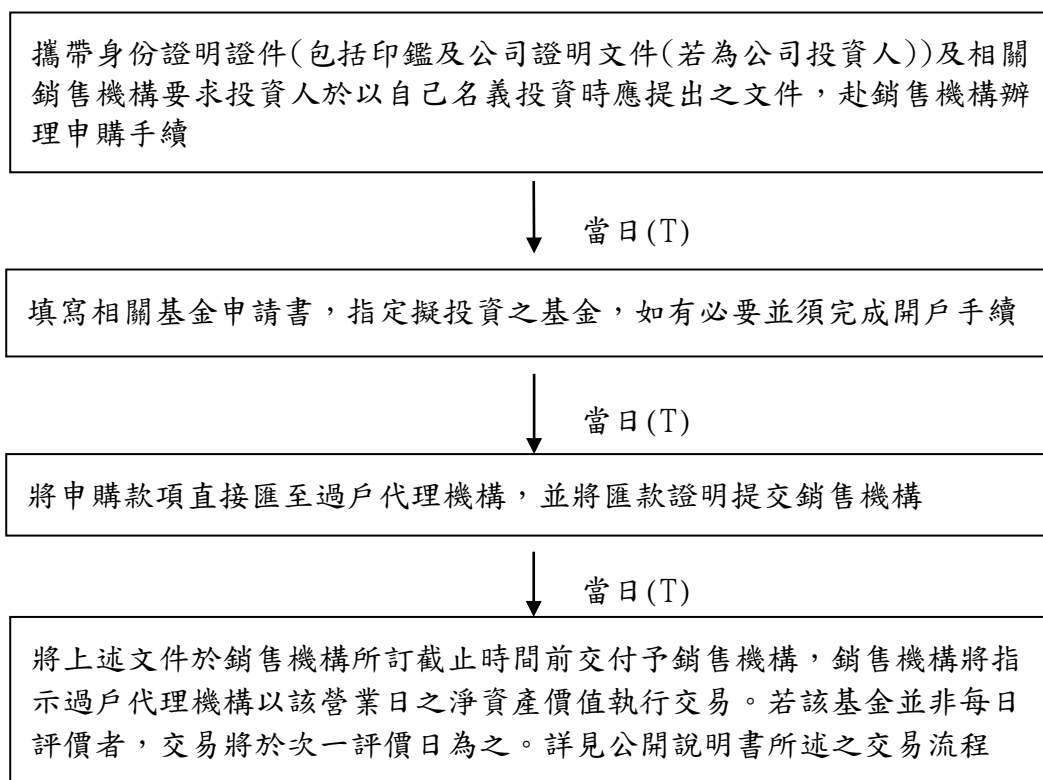 攜帶身份證明證件(包括印鑑及公司證明文件(若為公司投資人))及相關
銷售機構要求投資人於以自己名義投資時應提出之文件，赴銷售機構辦
理申購手續
當日(T)
填寫相關基金申請書，指定擬投資之基金，如有必要並須完成開戶手續
當日(T)
將申購款項直接匯至過戶代理機構，並將匯款證明提交銷售機構
當日(T)
將上述文件於銷售機構所訂截止時間前交付予銷售機構，銷售機構將指
示過戶代理機構以該營業日之淨資產價值執行交易。若該基金並非每日
評價者，交易將於次一評價日為之。詳見公開說明書所述之交易流程